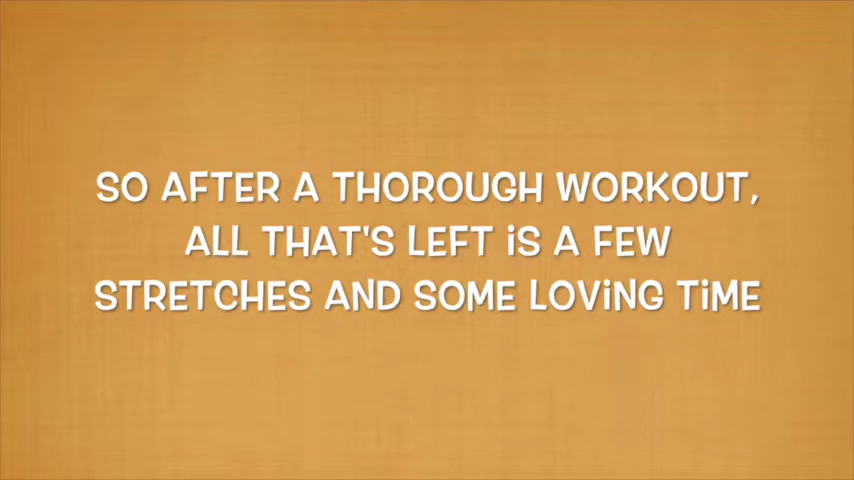 SO AFTER A THOROUGH WORKOUT,
ALL THAT'S LEFT iS A FEW
STRETCHES AND SOME LOViNG TiME